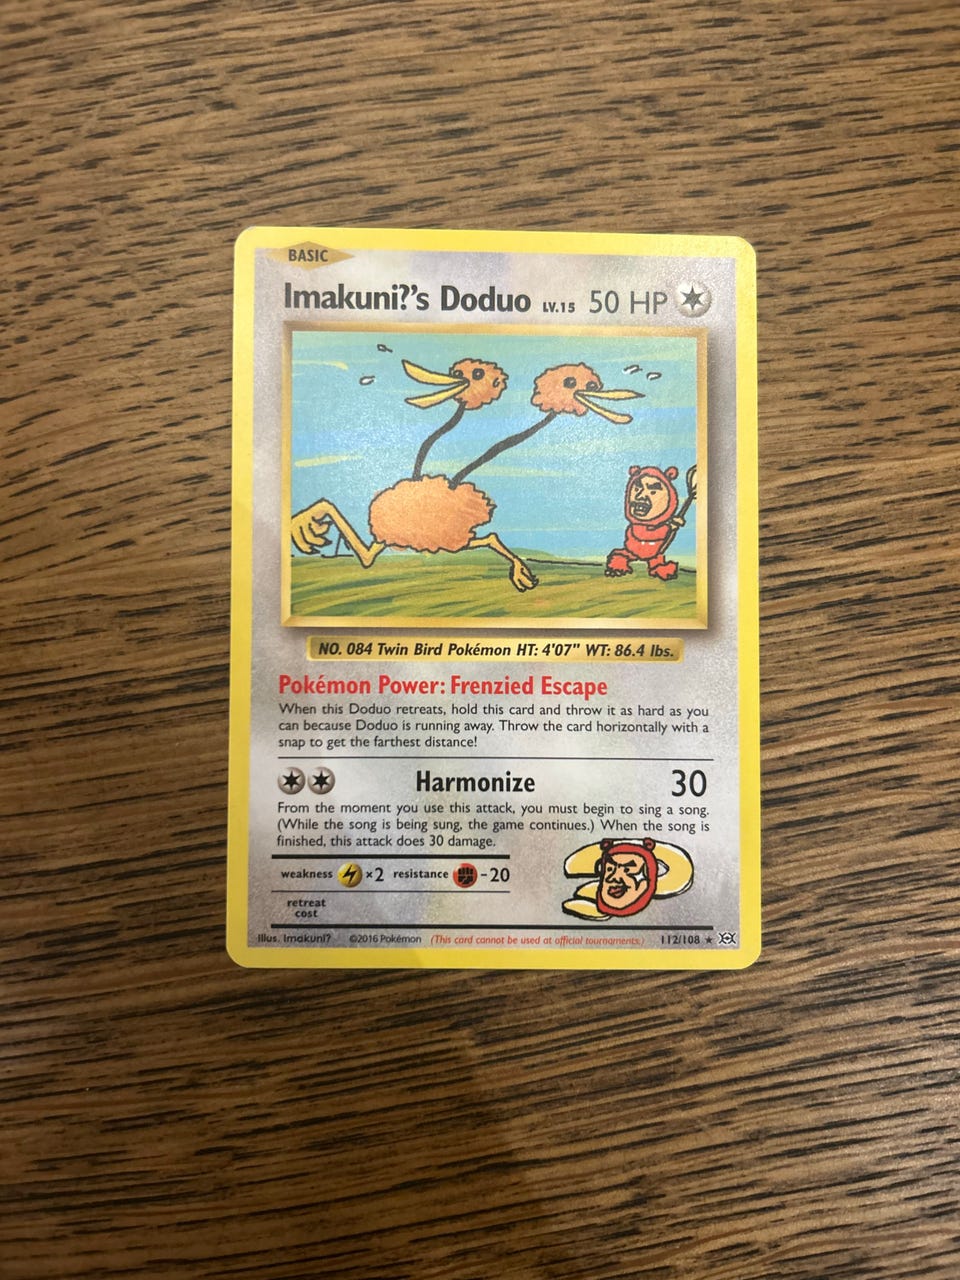 BASIC
Imakuni?'s Doduo LV.15 50 HP
NO. 084 Twin Bird Pokémon HT: 4'07" WT: 86.4 lbs.
Pokémon Power: Frenzied Escape
When this Doduo retreats, hold this card and throw it as hard as you
can because Doduo is running away. Throw the card horizontally with a
snap to get the farthest distance!
Harmonize 30
From the moment you use this attack, you must begin to sing a song.
(While the song is being sung, the game continues.) When the song is
finished, this attack does 30 damage.
weakness ×2 resistance -20
retreat
cost
Illus. Imakuni? ©2016 Pokémon (This card cannot be used at official tournaments.) 112/108 ★